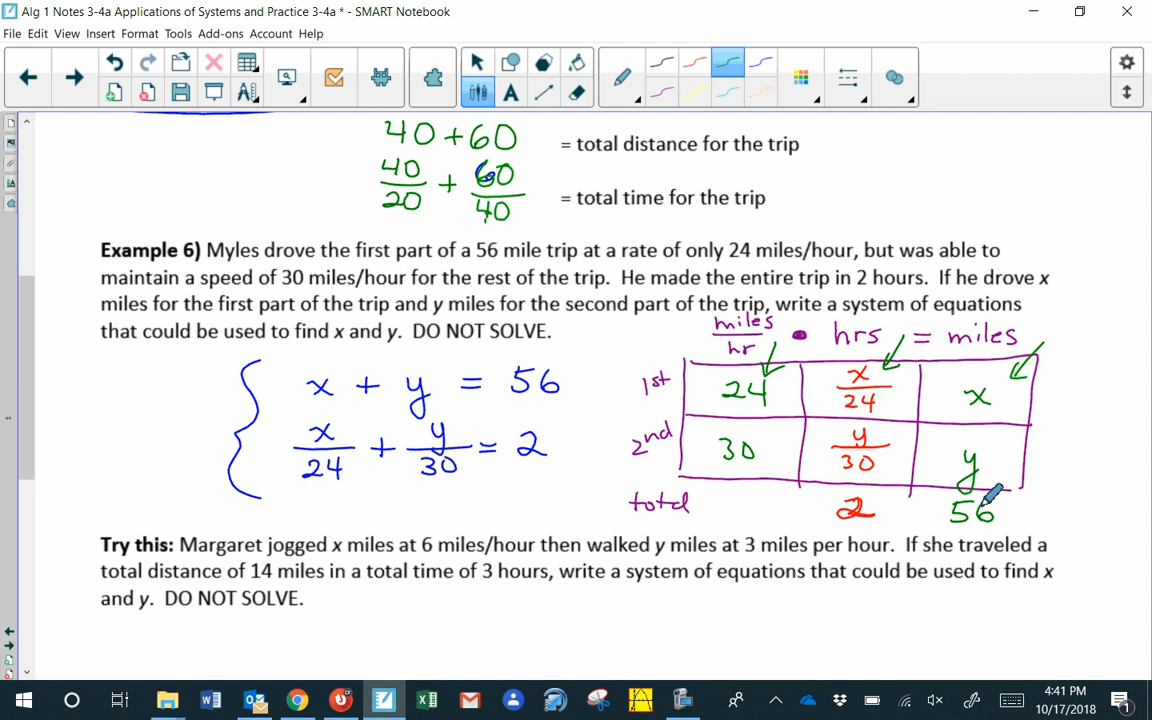 Alg 1 Notes 3-4a Applications of Systems and Practice 3-4a * - SMART Notebook
File Edit View Insert Format Tools Add-ons Account Help
40 + 60 = total distance for the trip
40/20 + 60/40 = total time for the trip
Example 6) Myles drove the first part of a 56 mile trip at a rate of only 24 miles/hour, but was able to
maintain a speed of 30 miles/hour for the rest of the trip. He made the entire trip in 2 hours. If he drove x
miles for the first part of the trip and y miles for the second part of the trip, write a system of equations
that could be used to find x and y. DO NOT SOLVE.
miles/hr • hrs = miles
x + y = 56
x/24 + y/30 = 2
1st 24 x/24 x
2nd 30 y/30 y
total 2 56
Try this: Margaret jogged x miles at 6 miles/hour then walked y miles at 3 miles per hour. If she traveled a
total distance of 14 miles in a total time of 3 hours, write a system of equations that could be used to find x
and y. DO NOT SOLVE.
4:41 PM
10/17/2018
1